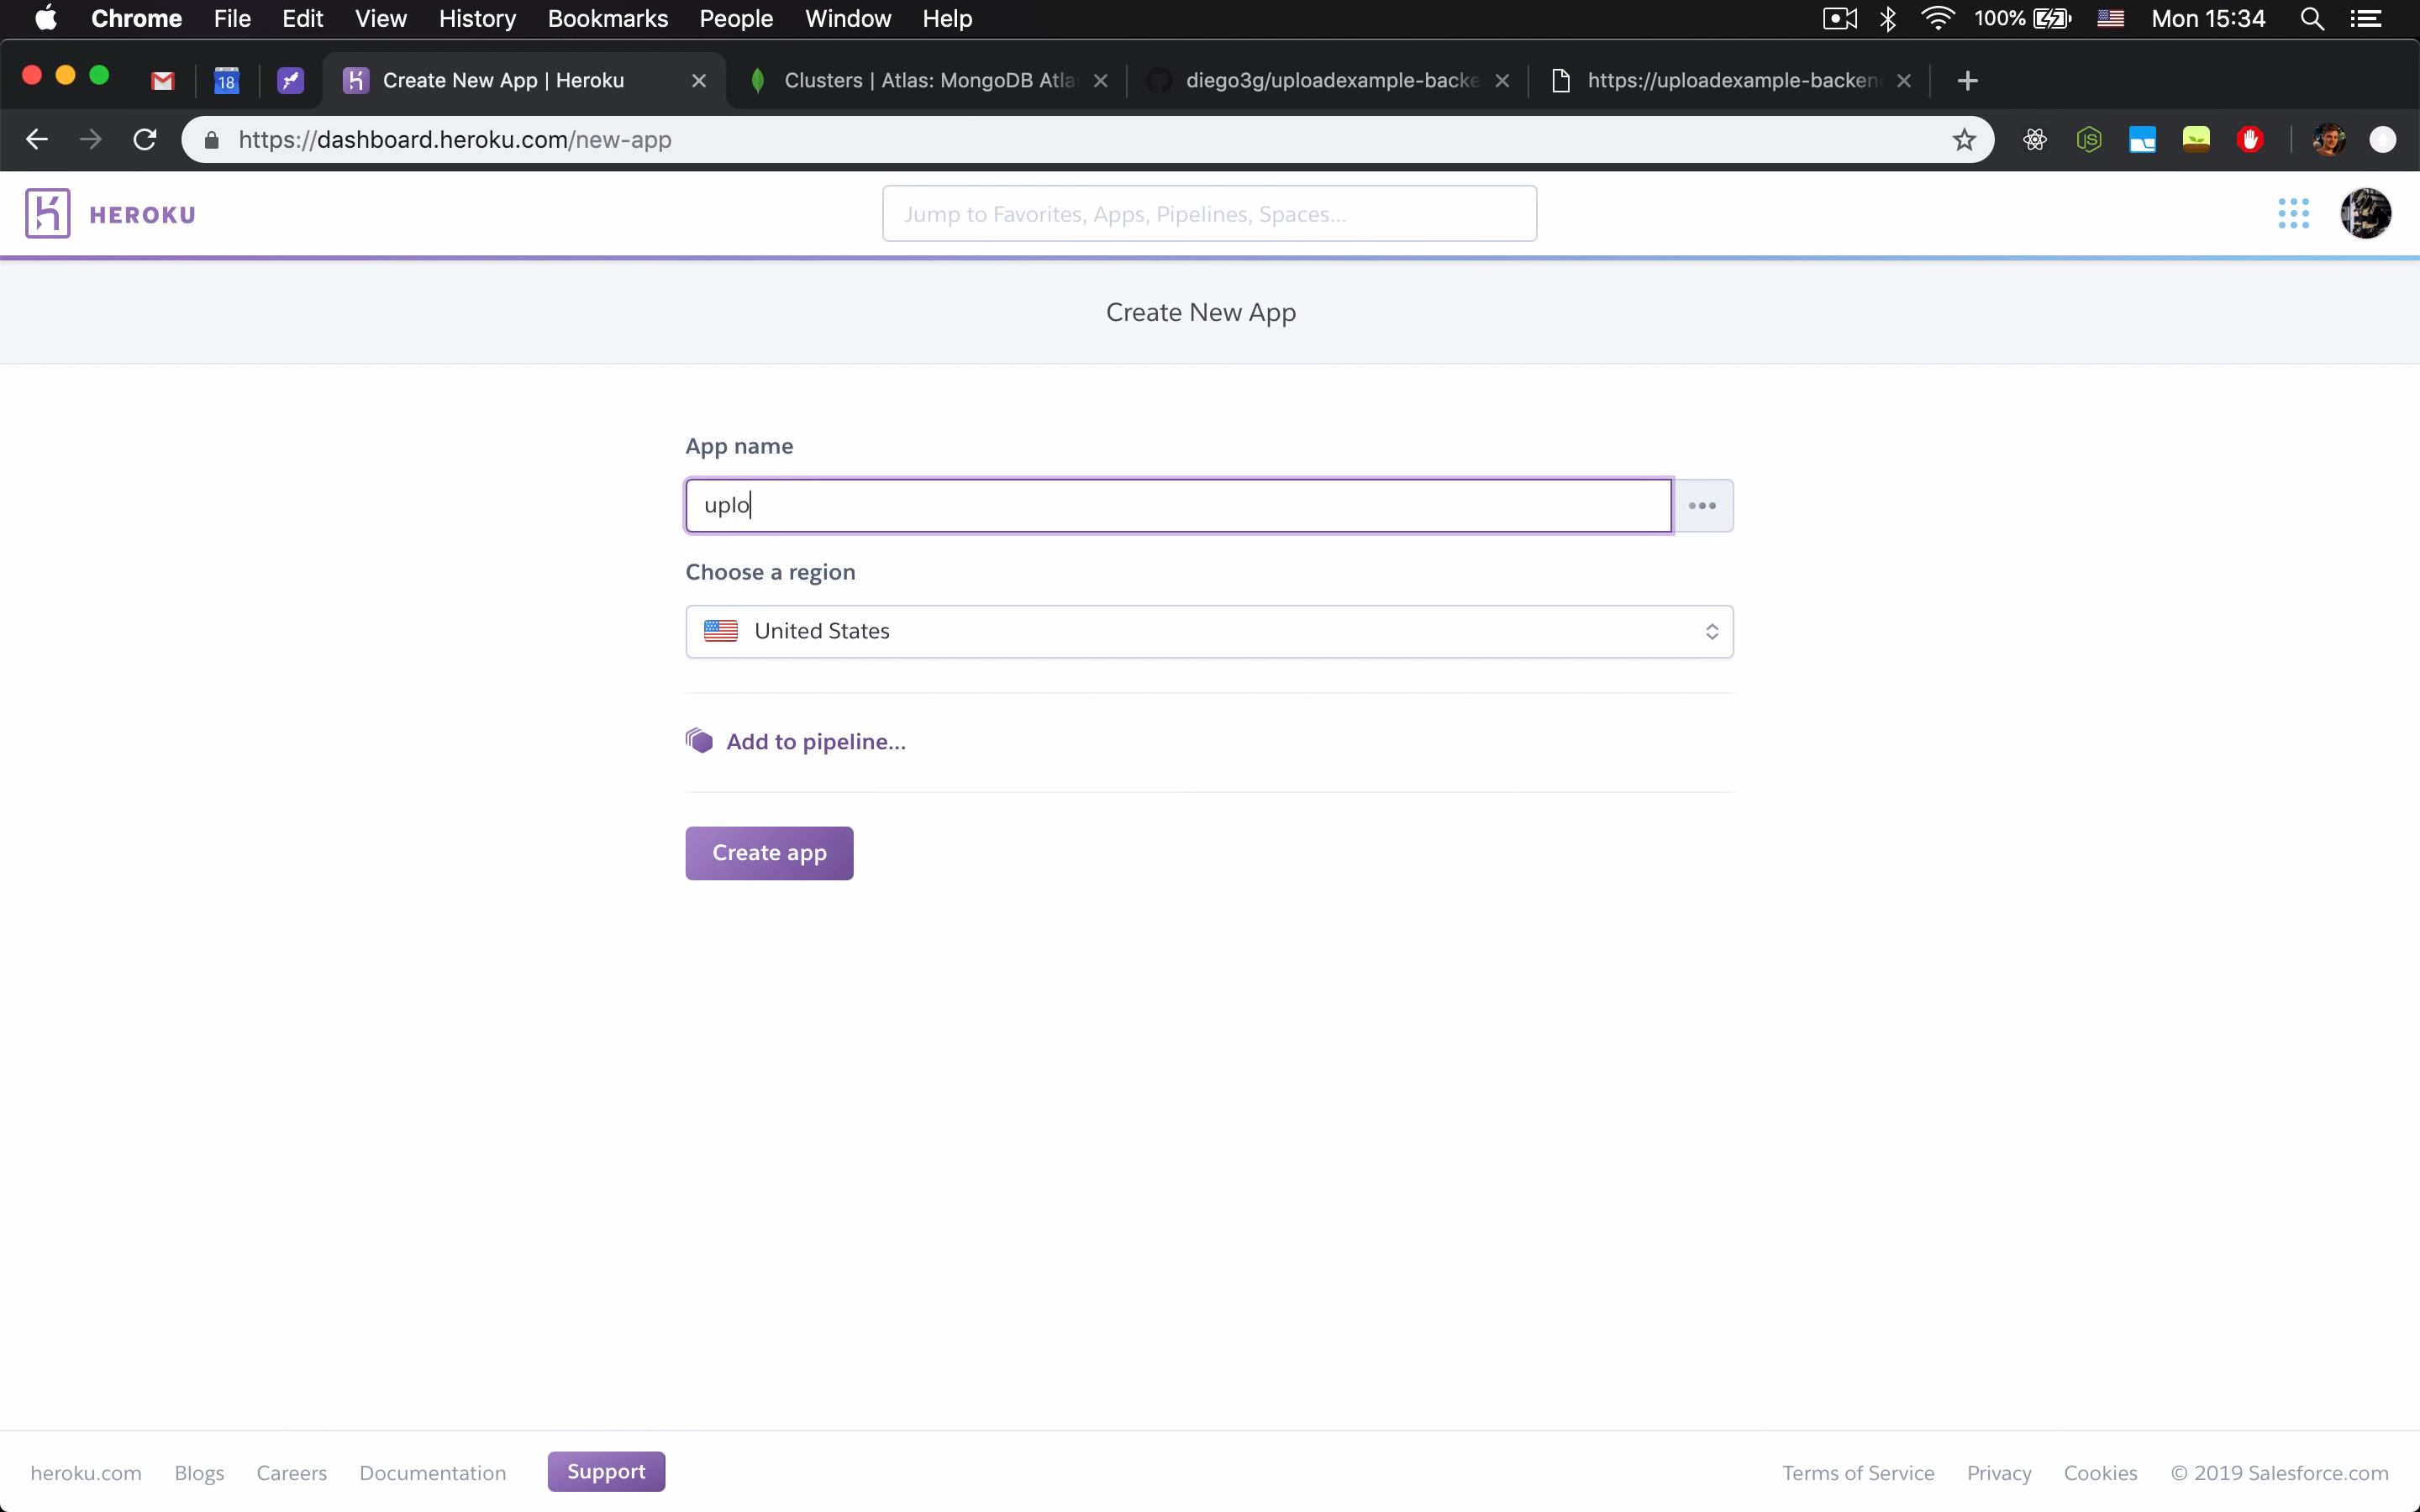 Chrome File Edit View History Bookmarks People Window Help 100% Mon 15:34
18 Create New App | Heroku Clusters | Atlas: MongoDB Atla diego3g/uploadexample-backe https://uploadexample-backen
https://dashboard.heroku.com/new-app JS
HEROKU Jump to Favorites, Apps, Pipelines, Spaces...
Create New App
App name
uplo
Choose a region
United States
Add to pipeline...
Create app
heroku.com Blogs Careers Documentation Support Terms of Service Privacy Cookies © 2019 Salesforce.com